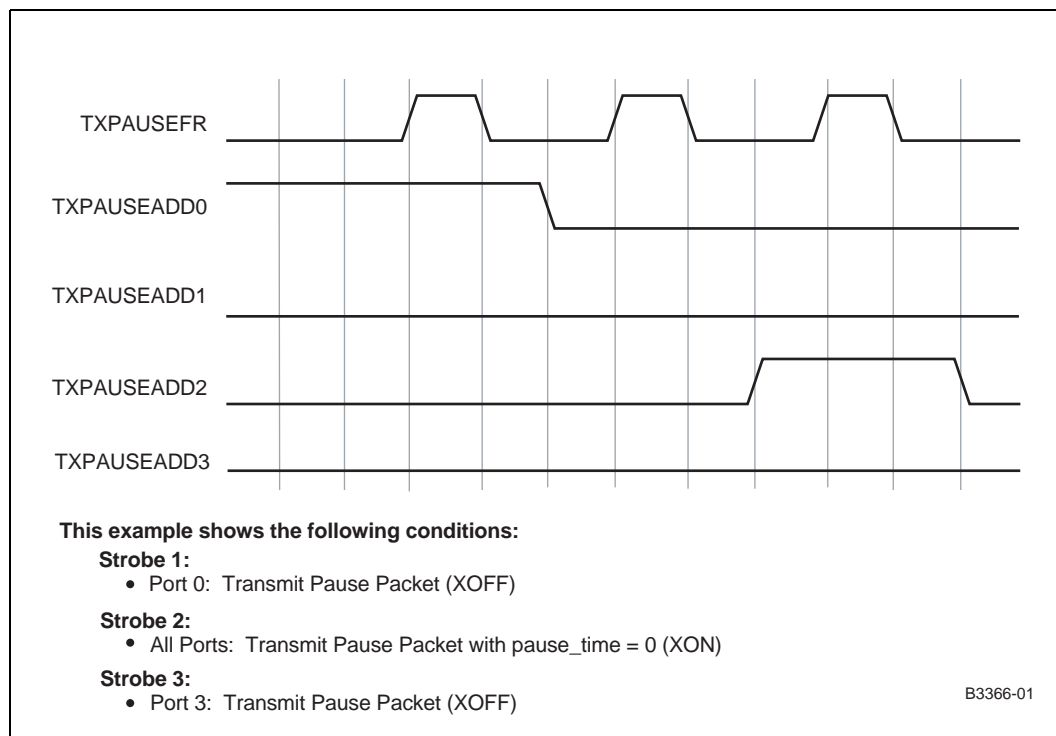 TXPAUSEFR
TXPAUSEADD0
TXPAUSEADD1
TXPAUSEADD2
TXPAUSEADD3
This example shows the following conditions:
Strobe 1:
• Port 0: Transmit Pause Packet (XOFF)
Strobe 2:
• All Ports: Transmit Pause Packet with pause_time = 0 (XON)
Strobe 3:
• Port 3: Transmit Pause Packet (XOFF)
B3366-01